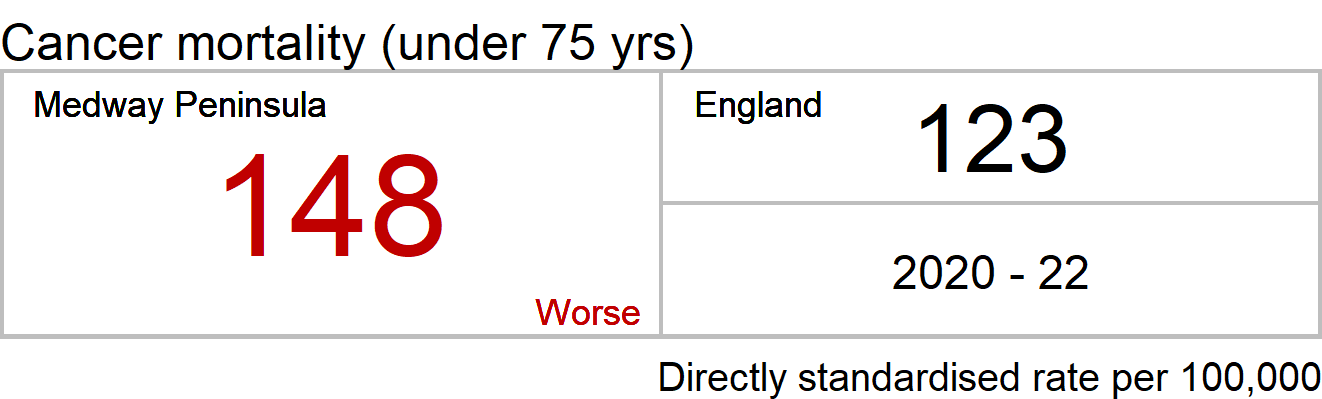 Cancer mortality (under 75 yrs)
Medway Peninsula
148
Worse
England
123
2020 - 22
Directly standardised rate per 100,000